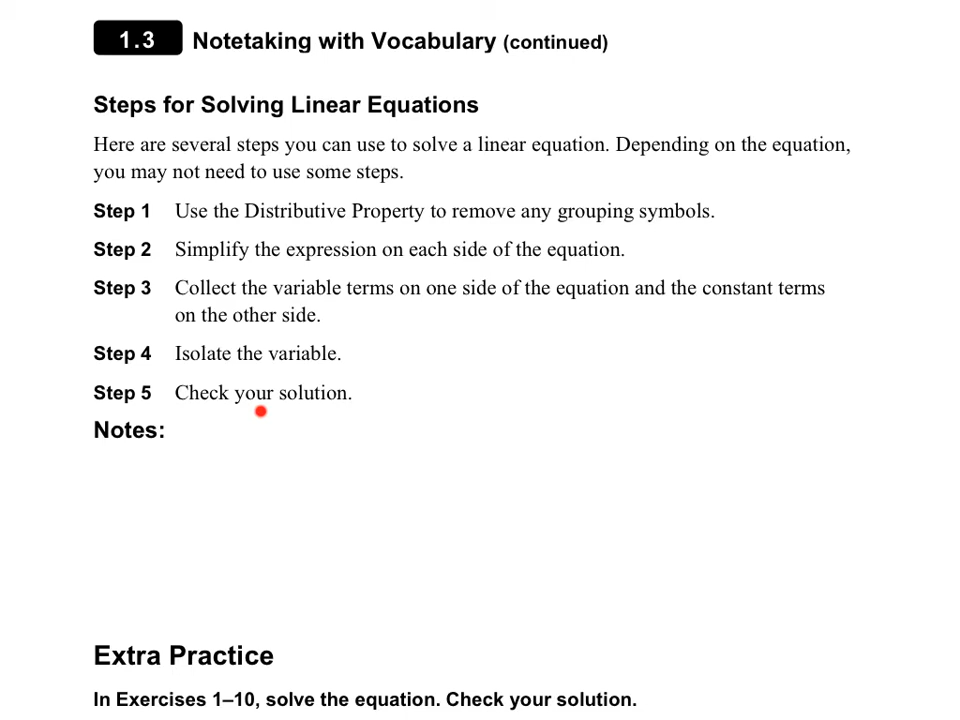 1.3 Notetaking with Vocabulary (continued)
Steps for Solving Linear Equations
Here are several steps you can use to solve a linear equation. Depending on the equation,
you may not need to use some steps.
Step 1 Use the Distributive Property to remove any grouping symbols.
Step 2 Simplify the expression on each side of the equation.
Step 3 Collect the variable terms on one side of the equation and the constant terms
on the other side.
Step 4 Isolate the variable.
Step 5 Check your solution.
Notes:
Extra Practice
In Exercises 1–10, solve the equation. Check your solution.